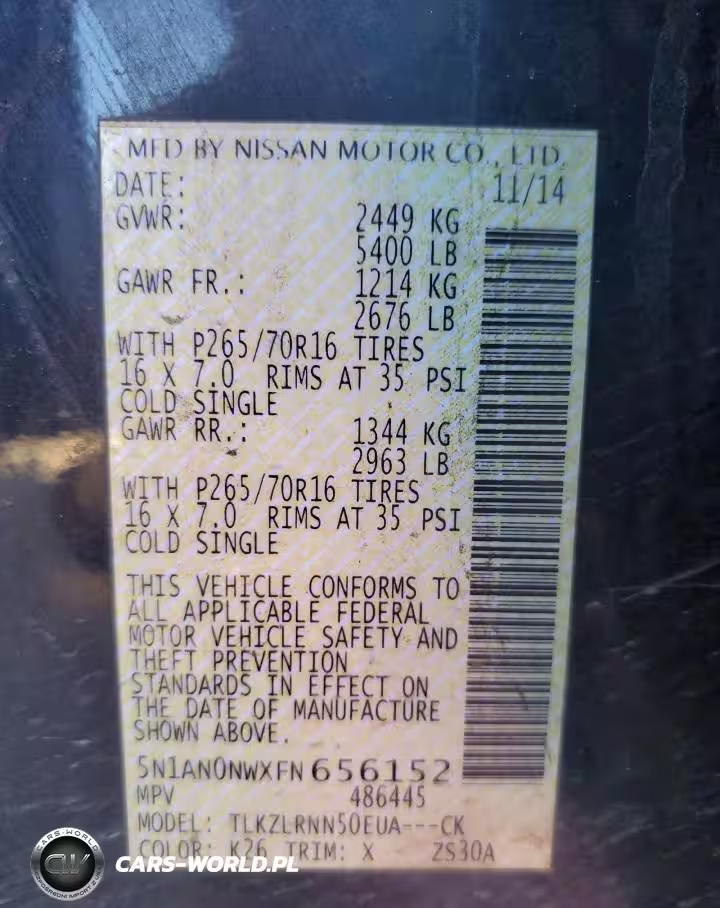 MFD BY NISSAN MOTOR CO., LTD.
DATE: 11/14
GVWR: 2449 KG
5400 LB
GAWR FR.: 1214 KG
2676 LB
WITH P265/70R16 TIRES
16 X 7.0 RIMS AT 35 PSI
COLD SINGLE
GAWR RR.: 1344 KG
2963 LB
WITH P265/70R16 TIRES
16 X 7.0 RIMS AT 35 PSI
COLD SINGLE
THIS VEHICLE CONFORMS TO
ALL APPLICABLE FEDERAL
MOTOR VEHICLE SAFETY AND
THEFT PREVENTION
STANDARDS IN EFFECT ON
THE DATE OF MANUFACTURE
SHOWN ABOVE.
5N1AN0NWXFN656152
MPV 486445
MODEL: TLKZLRNN50EUA---CK
COLOR: K26 TRIM: X ZS30A
CARS-WORLD
CW
CARS-WORLD.PL